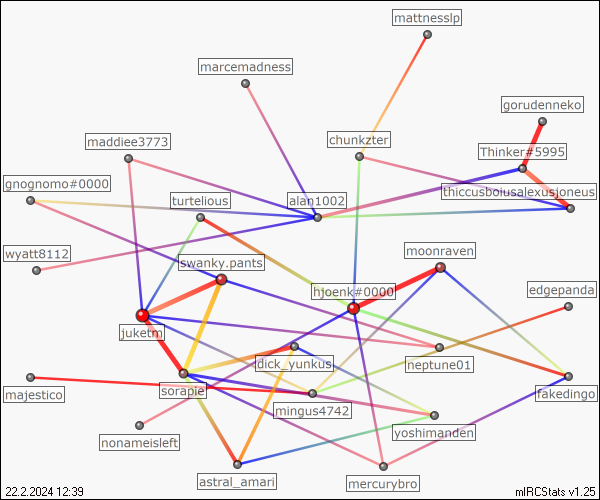 mattnesslp
marcemadness
gorudenneko
maddiee3773
chunkzter
Thinker#5995
gnognomo#0000
thiccusboiusalexusjoneus
turtelious
alan1002
wyatt8112
moonraven
swanky.pants
hjoenk#0000
edgepanda
juketm
dick_yunkus
neptune01
majestico
sorapie
fakedingo
mingus4742
nonameisleft
yoshimanden
astral_amari
mercurybro
22.2.2024 12:39
mIRCStats v1.25